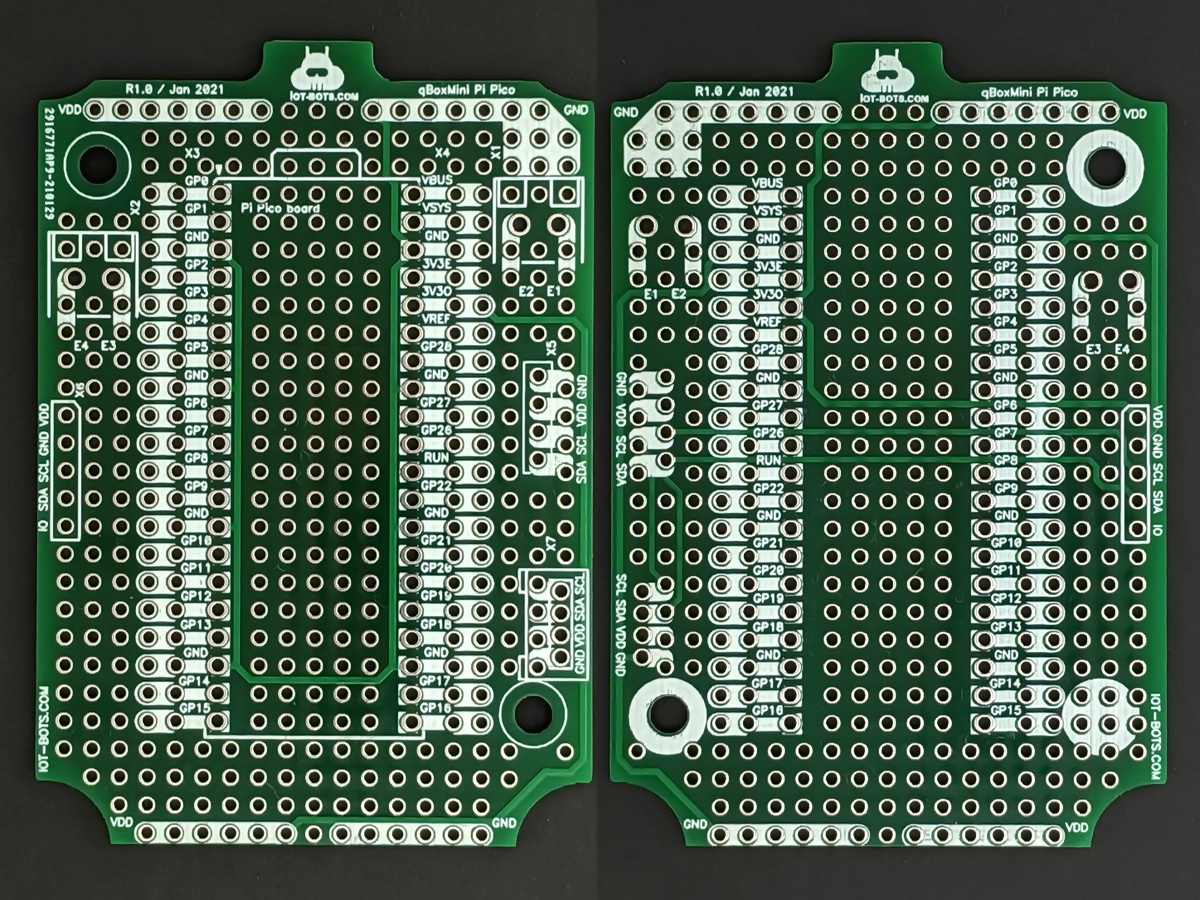 IOT-BOTS.COM
R1.0 / Jan 2021
qBoxMini Pi Pico
VDD
GND
2916771AP9-210129
X3
X4
X1
GP0
VBUS
Pi Pico board
GP1
VSYS
X2
GND
GND
GP2
3V3E
GP3
3V3O
E2 E1
GP4
VREF
E4 E3
GP5
GP28
X5
GND
GND
X6
GP6
GP27
GP7
GP26
GP8
RUN
GP9
GP22
GND
GND
GP10
GP21
GP11
GP20
GP12
GP19
GP13
GP18
GND
GND
GP14
GP17
GP15
GP16
IO SDA SCL GND VDD
SDA SCL VDD GND
X7
GND VDD SDA SCL
IOT-BOTS.COM
VDD
GND
IOT-BOTS.COM
R1.0 / Jan 2021
qBoxMini Pi Pico
GND
VDD
VBUS
GP0
VSYS
GP1
GND
GND
3V3E
GP2
E1 E2
3V3O
GP3
VREF
GP4
E3 E4
GP28
GP5
GND
GND
GP27
GP6
GP26
GP7
RUN
GP8
GP22
GP9
GND
GND
GP21
GP10
GP20
GP11
GP19
GP12
GP18
GP13
GND
GND
GP17
GP14
GP16
GP15
GND VDD SCL SDA
VDD GND SCL SDA IO
SCL SDA VDD GND
IOT-BOTS.COM
GND
VDD